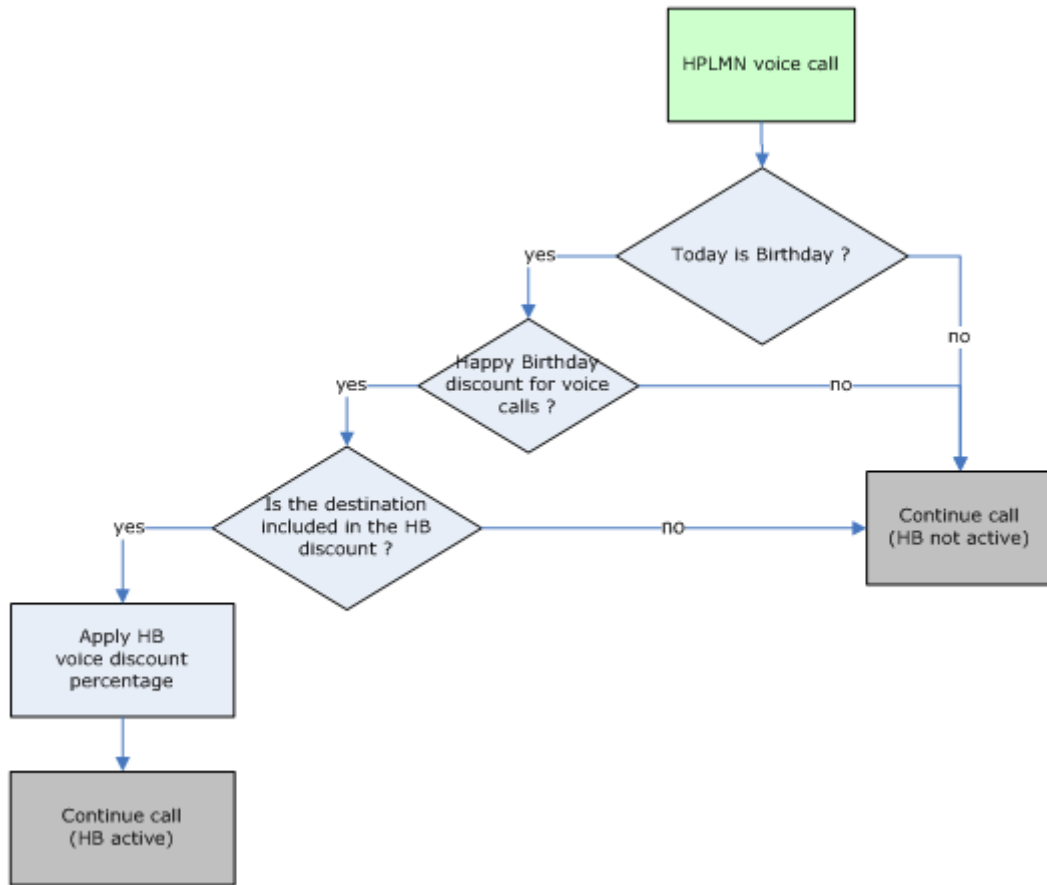 HPLMN voice call
Today is Birthday ?
yes
no
Happy Birthday
discount for voice
calls ?
yes
no
Is the destination
included in the HB
discount ?
yes
no
Continue call
(HB not active)
Apply HB
voice discount
percentage
Continue call
(HB active)